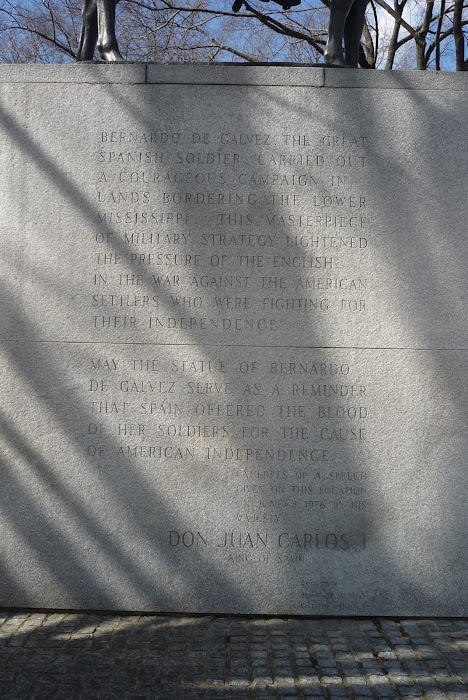 BERNARDO DE GALVEZ THE GREAT
SPANISH SOLDIER, CARRIED OUT
A COURAGEOUS CAMPAIGN IN
LANDS BORDERING THE LOWER
MISSISSIPPI. THIS MASTERPIECE
OF MILITARY STRATEGY LIGHTENED
THE PRESSURE OF THE ENGLISH
IN THE WAR AGAINST THE AMERICAN
SETTLERS WHO WERE FIGHTING FOR
THEIR INDEPENDENCE
MAY THE STATUE OF BERNARDO
DE GALVEZ SERVE AS A REMINDER
THAT SPAIN OFFERED THE BLOOD
OF HER SOLDIERS FOR THE CAUSE
OF AMERICAN INDEPENDENCE.
EXCERPTS OF A SPEECH
GIVEN ON THIS LOCATION
ON JUNE 3, 1976 BY HIS
MAJESTY
DON JUAN CARLOS I
KING OF SPAIN